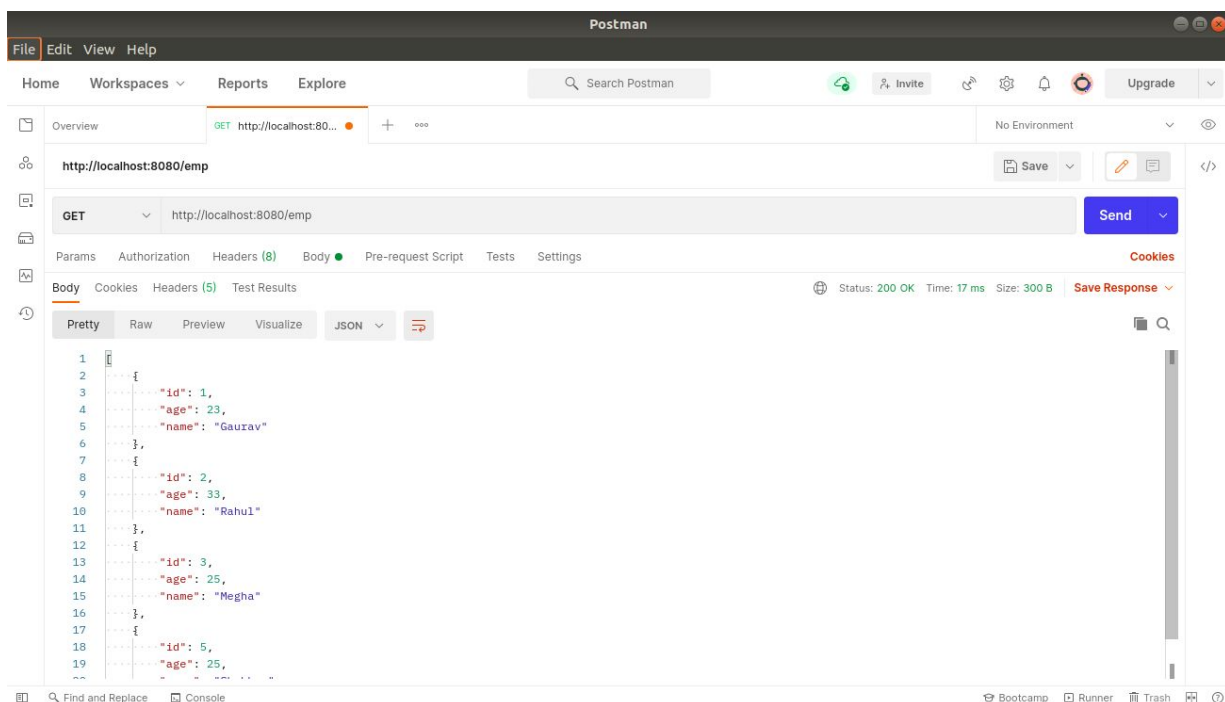 Postman
File Edit View Help
Home Workspaces Reports Explore Search Postman Invite Upgrade
Overview GET http://localhost:80... No Environment
http://localhost:8080/emp Save
GET http://localhost:8080/emp Send
Params Authorization Headers (8) Body Pre-request Script Tests Settings Cookies
Body Cookies Headers (5) Test Results Status: 200 OK Time: 17 ms Size: 300 B Save Response
Pretty Raw Preview Visualize JSON
1 [
2 {
3 "id": 1,
4 "age": 23,
5 "name": "Gaurav"
6 },
7 {
8 "id": 2,
9 "age": 33,
10 "name": "Rahul"
11 },
12 {
13 "id": 3,
14 "age": 25,
15 "name": "Megha"
16 },
17 {
18 "id": 5,
19 "age": 25,
Find and Replace Console Bootcamp Runner Trash